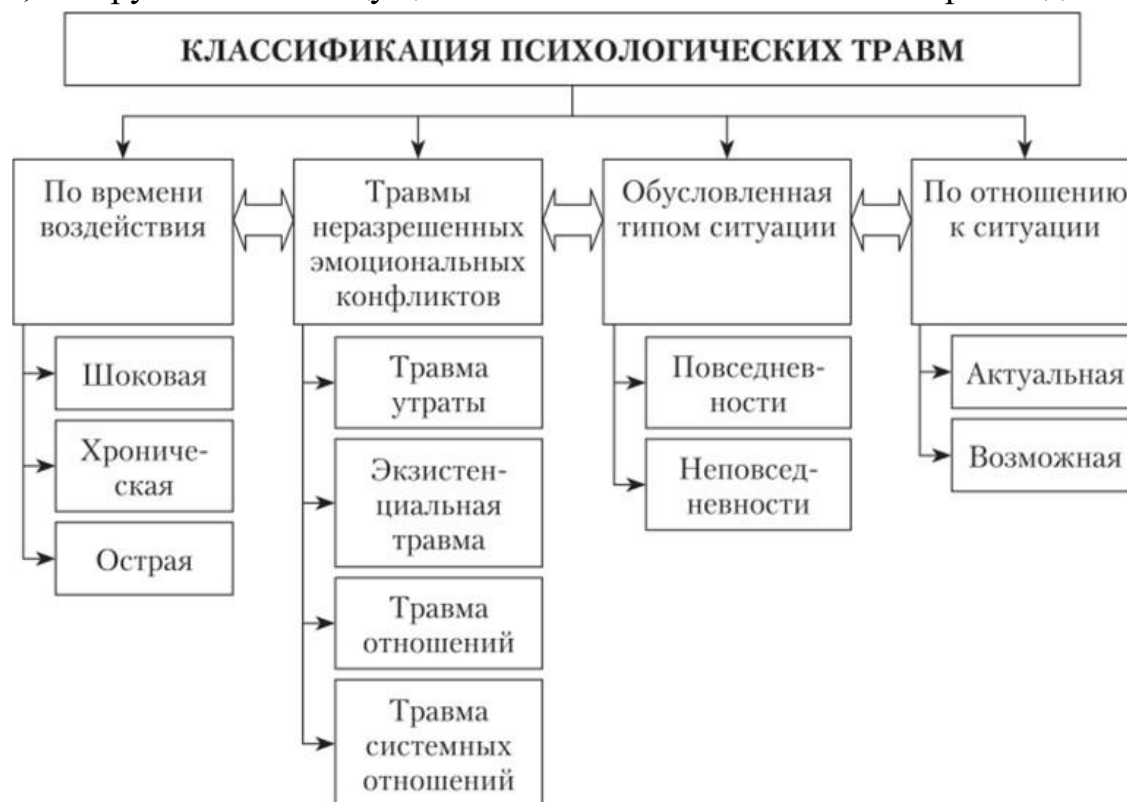 КЛАССИФИКАЦИЯ ПСИХОЛОГИЧЕСКИХ ТРАВМ
По времени
воздействия
Шоковая
Хрониче-
ская
Острая
Травмы
неразрешенных
эмоциональных
конфликтов
Травма
утраты
Экзистен-
циальная
травма
Травма
отношений
Травма
системных
отношений
Обусловленная
типом ситуации
Повседнев-
ности
Неповсед-
невности
По отношению
к ситуации
Актуальная
Возможная